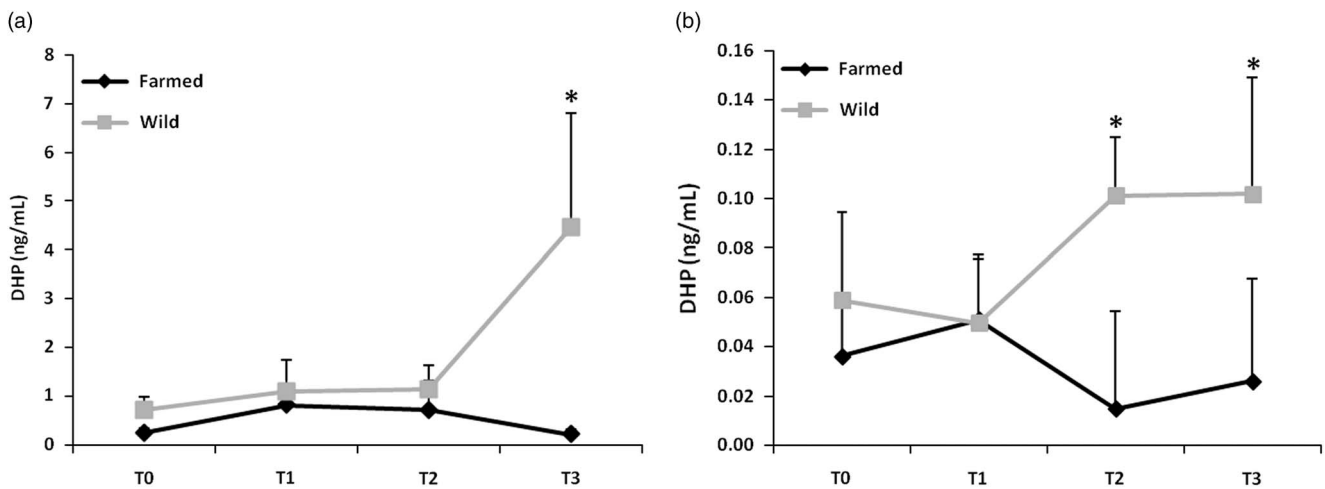 (a)
8
7
6
5
4
3
2
1
0
DHP (ng/mL)
Farmed
Wild
*
T0 T1 T2 T3
(b)
0.16
0.14
0.12
0.10
0.08
0.06
0.04
0.02
0.00
DHP (ng/mL)
Farmed
Wild
*
*
T0 T1 T2 T3